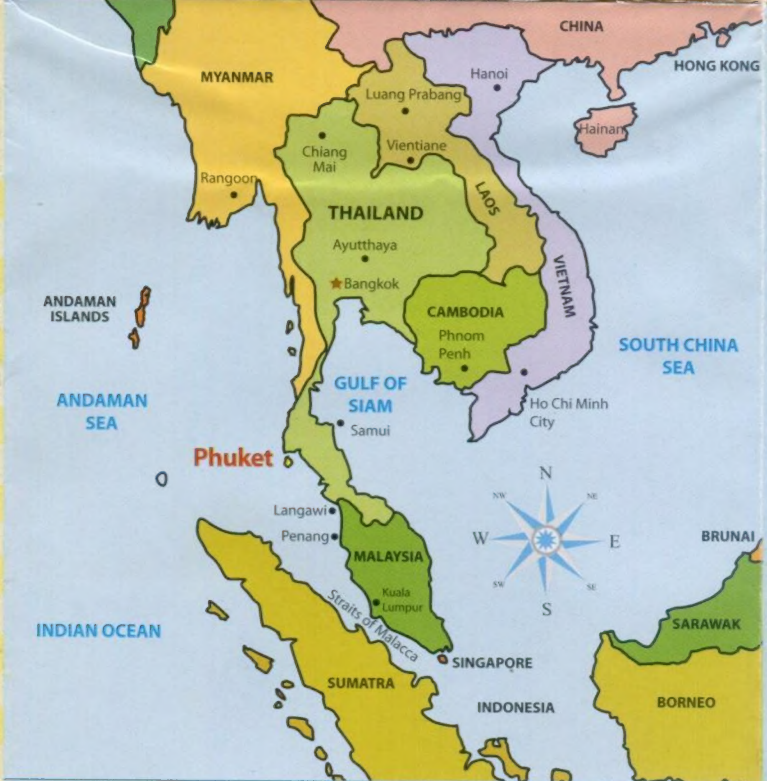 CHINA
HONG KONG
MYANMAR
Hanoi
Luang Prabang
Hainan
Chiang
Mai
Vientiane
Rangoon
LAOS
THAILAND
Ayutthaya
Bangkok
VIETNAM
ANDAMAN
ISLANDS
CAMBODIA
Phnom
Penh
SOUTH CHINA
SEA
GULF OF
SIAM
ANDAMAN
SEA
Ho Chi Minh
City
Samui
Phuket
N
NW
NE
Langawi
Penang
W
E
BRUNAI
MALAYSIA
SW
SE
Kuala
Lumpur
S
Straits of Malacca
INDIAN OCEAN
SARAWAK
SINGAPORE
SUMATRA
INDONESIA
BORNEO